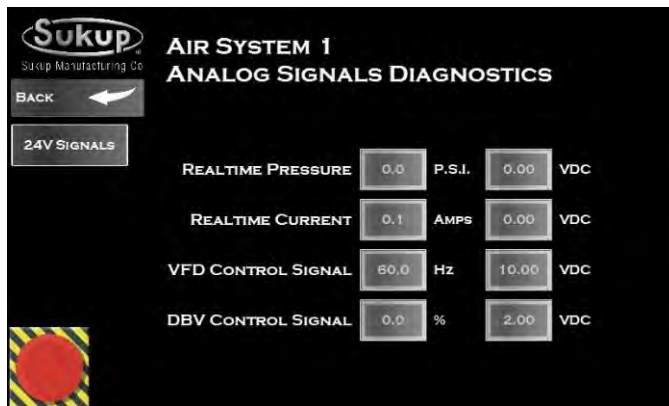 Sukup
Sukup Manufacturing Co
AIR SYSTEM 1
ANALOG SIGNALS DIAGNOSTICS
BACK
24V SIGNALS
REALTIME PRESSURE 0.0 P.S.I. 0.00 VDC
REALTIME CURRENT 0.1 AMPS 0.00 VDC
VFD CONTROL SIGNAL 60.0 HZ 10.00 VDC
DBV CONTROL SIGNAL 0.0 % 2.00 VDC